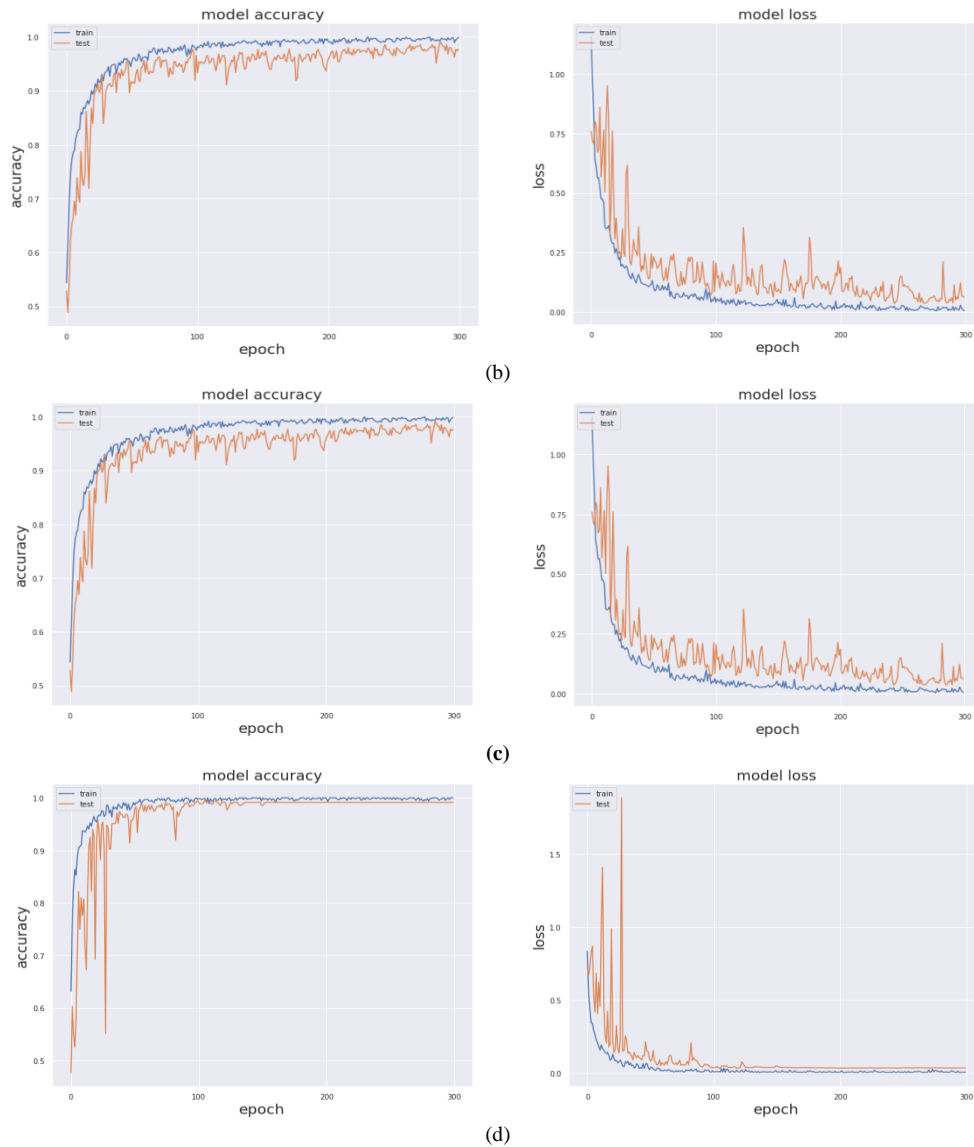 model accuracy
train
test
1.0
0.9
0.8
0.7
0.6
0.5
accuracy
0
100
200
300
epoch
model loss
train
test
1.00
0.75
0.50
0.25
0.00
loss
0
100
200
300
epoch
(b)
model accuracy
train
test
1.0
0.9
0.8
0.7
0.6
0.5
accuracy
0
100
200
300
epoch
model loss
train
test
1.00
0.75
0.50
0.25
0.00
loss
0
100
200
300
epoch
(c)
model accuracy
train
test
1.0
0.9
0.8
0.7
0.6
0.5
accuracy
0
100
200
300
epoch
model loss
train
test
1.5
1.0
0.5
0.0
loss
0
100
200
300
epoch
(d)